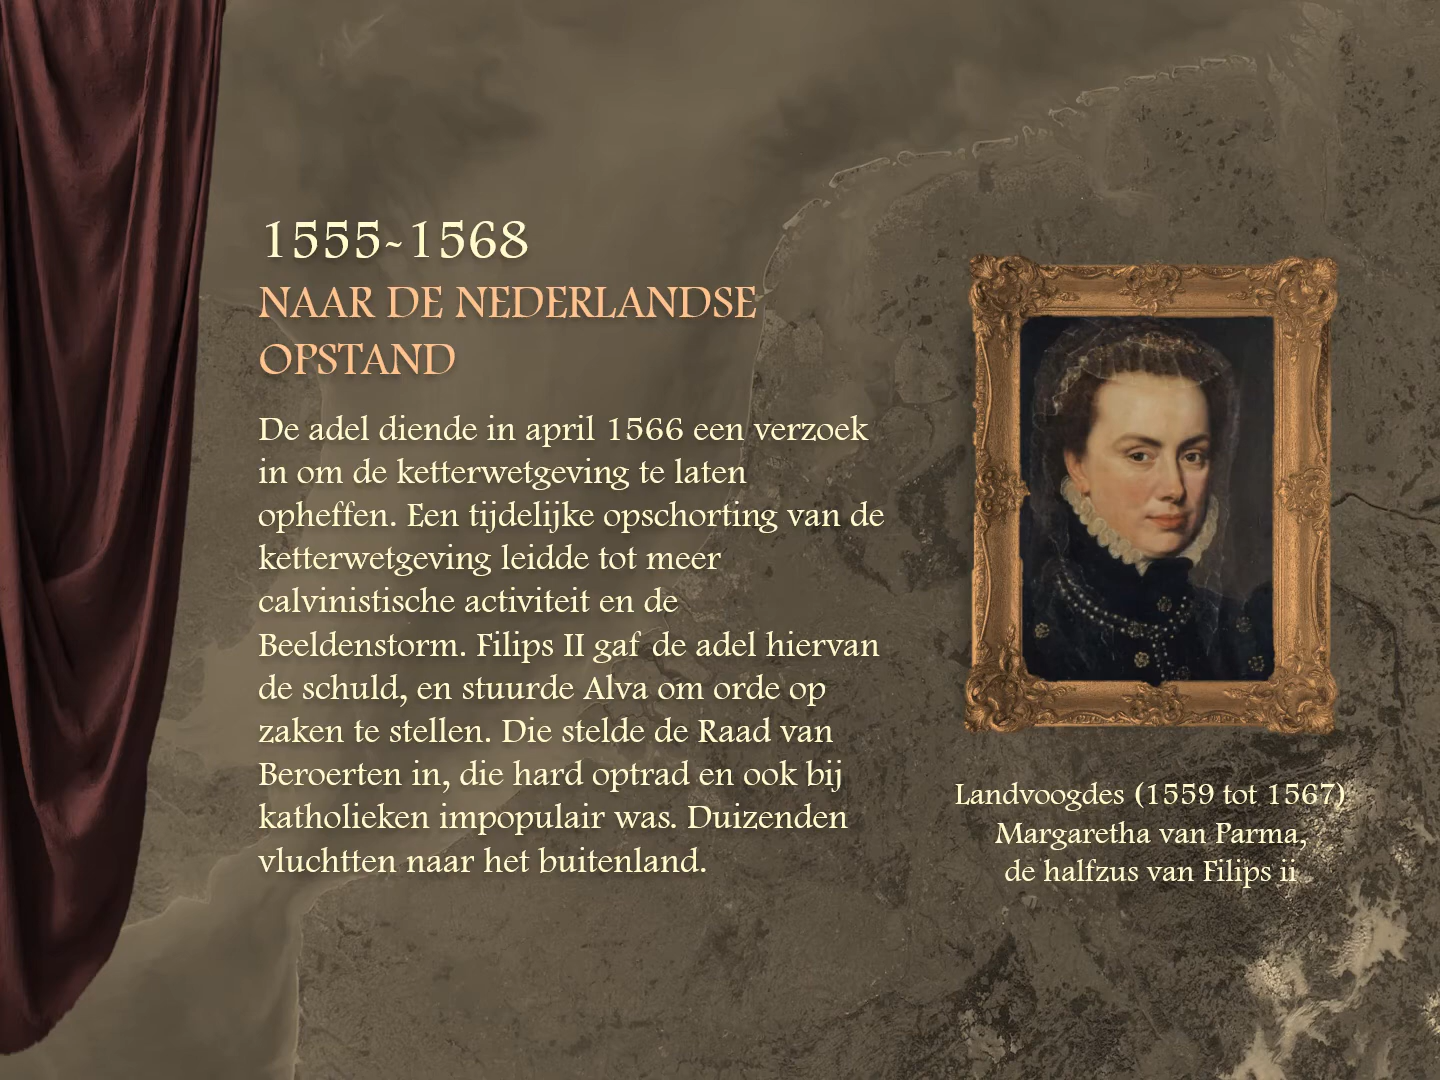 1555-1568
NAAR DE NEDERLANDSE
OPSTAND
De adel diende in april 1566 een verzoek
in om de ketterwetgeving te laten
opheffen. Een tijdelijke opschorting van de
ketterwetgeving leidde tot meer
calvinistische activiteit en de
Beeldenstorm. Filips II gaf de adel hiervan
de schuld, en stuurde Alva om orde op
zaken te stellen. Die stelde de Raad van
Beroerten in, die hard optrad en ook bij
katholieken impopulair was. Duizenden
vluchtten naar het buitenland.
Landvoogdes (1559 tot 1567)
Margaretha van Parma,
de halfzus van Filips ii